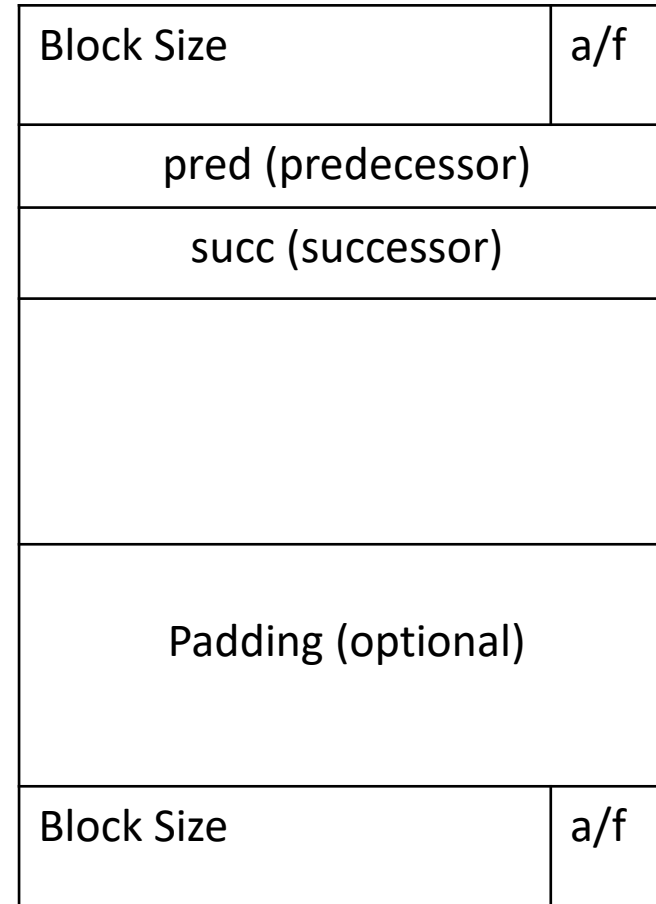 Block Size a/f
pred (predecessor)
succ (successor)
Padding (optional)
Block Size a/f